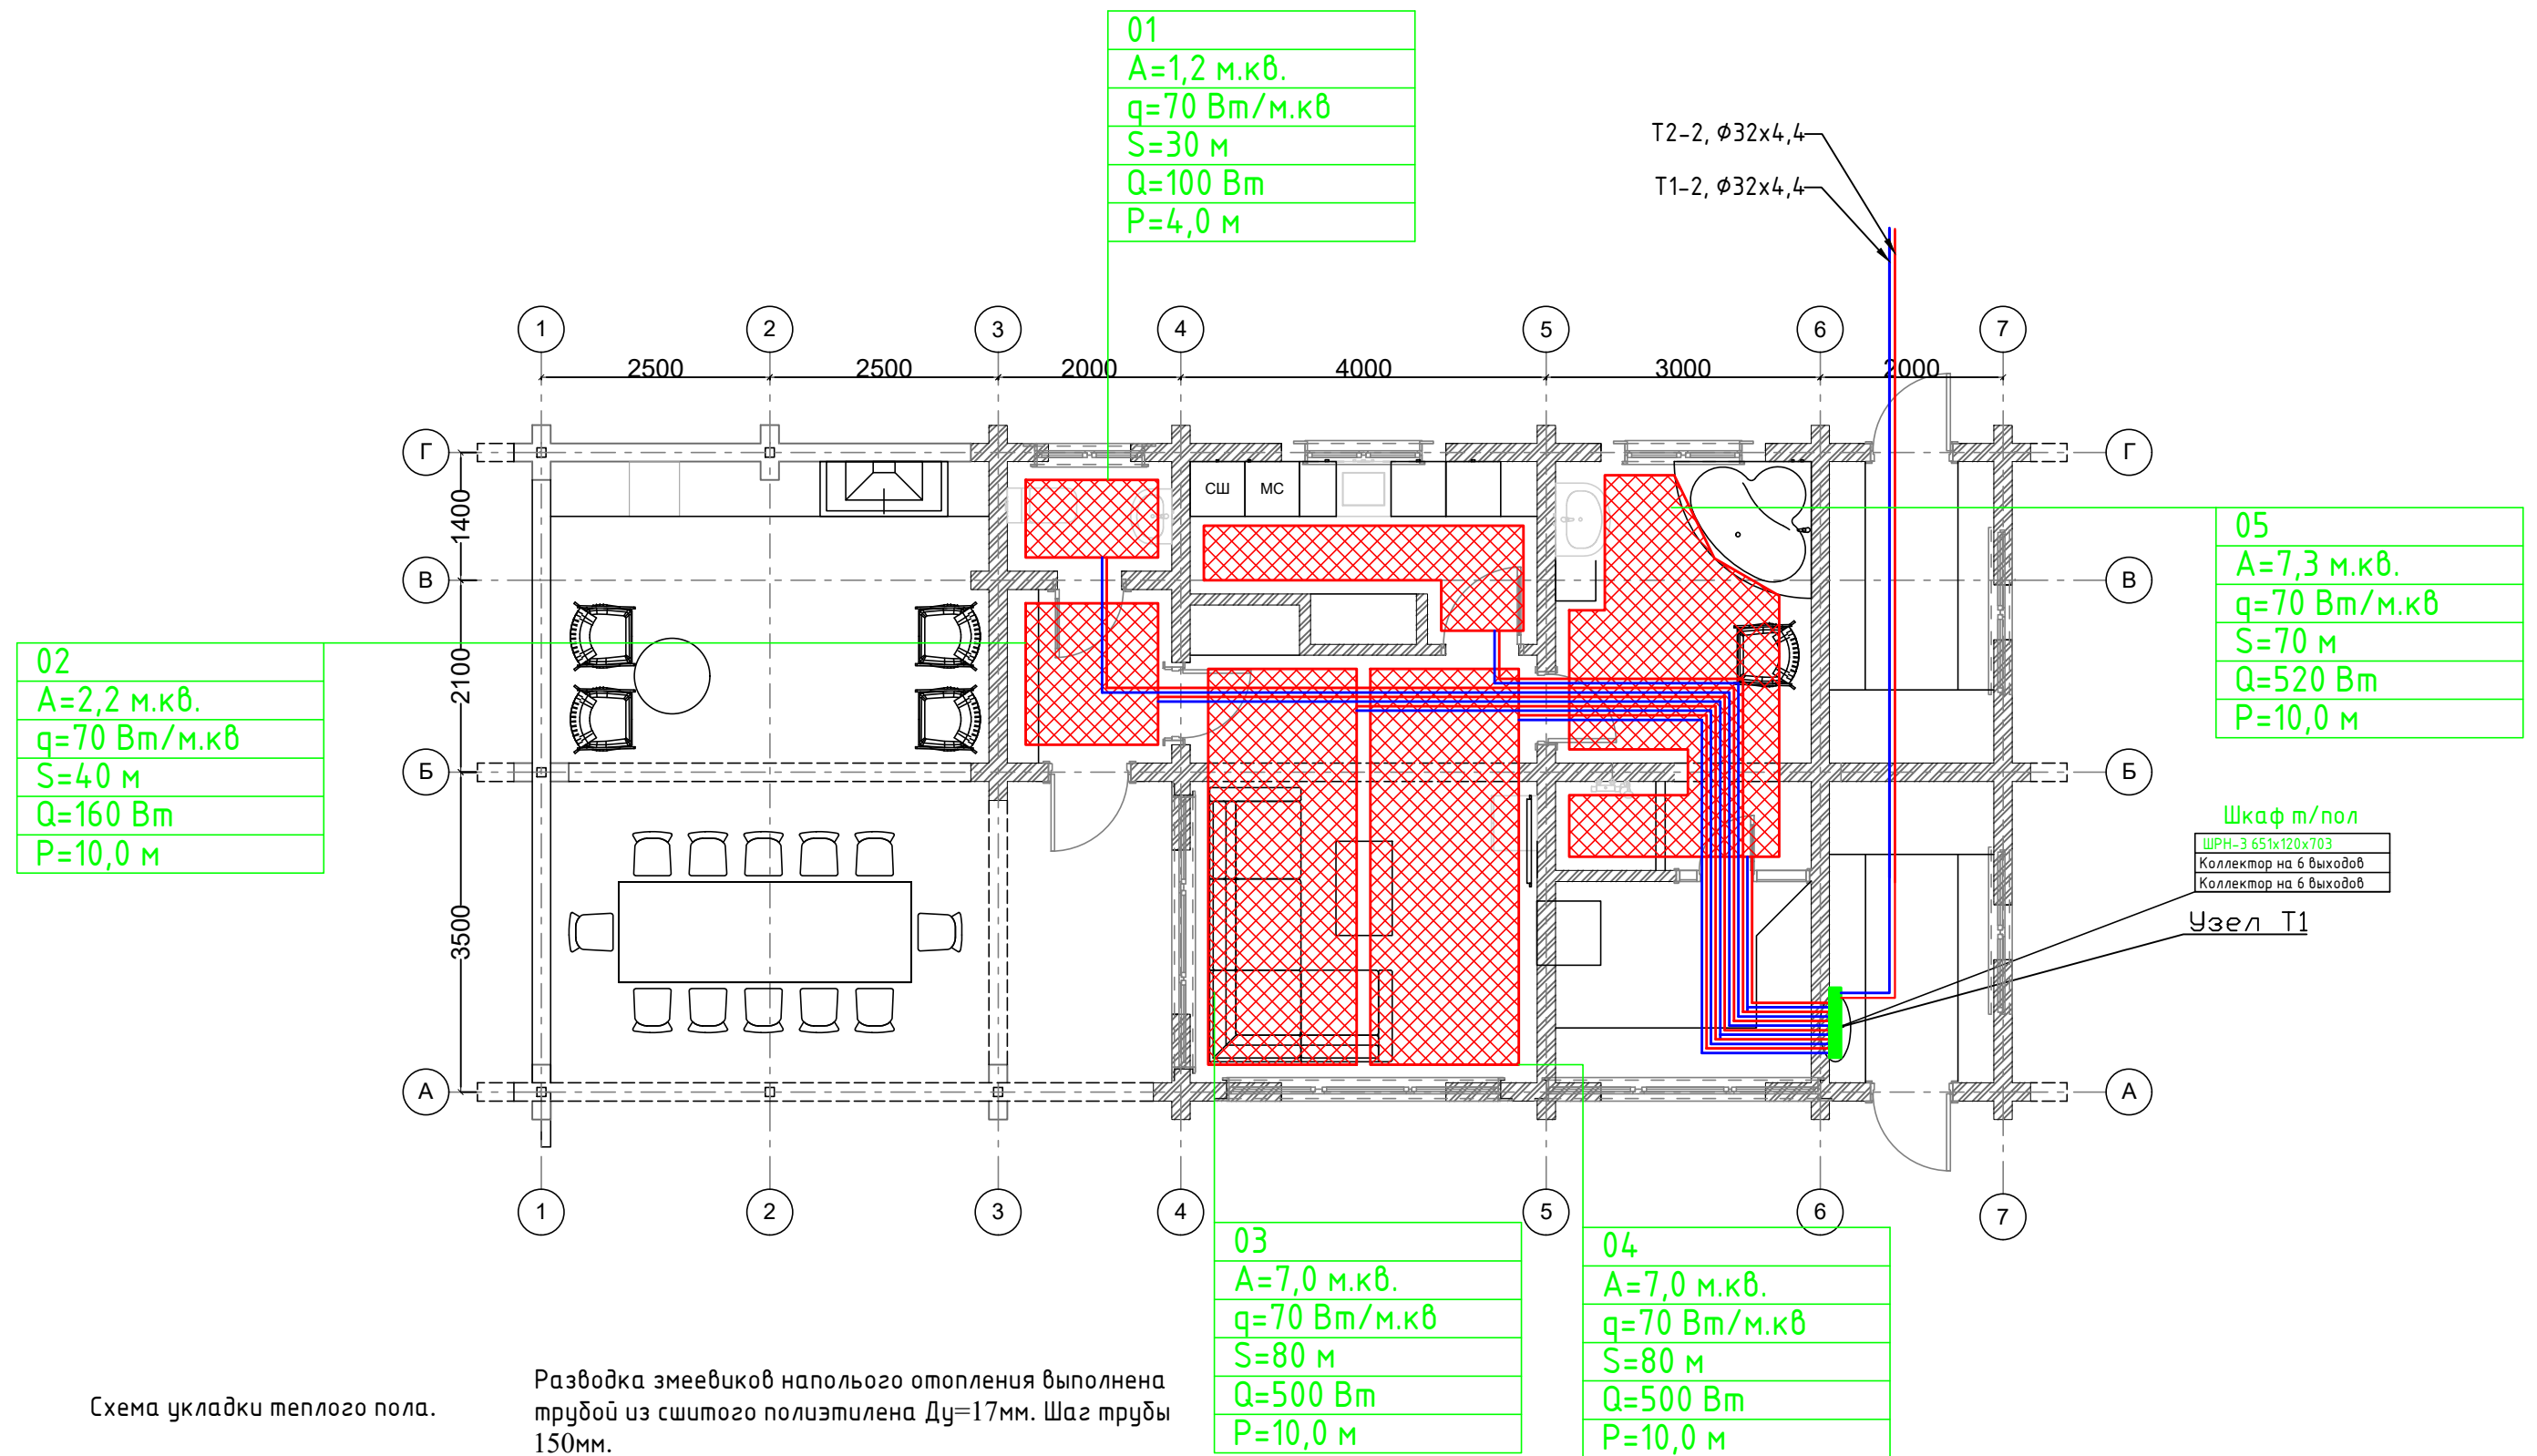 01
A=1,2 м.кв.
q=70 Вт/м.кв
S=30 м
Q=100 Вт
P=4,0 м
Т2-2, Ф32х4,4
Т1-2, Ф32х4,4
1
2
3
4
5
6
7
2500
2500
2000
4000
3000
2000
Г
Г
СШ
МС
1400
05
A=7,3 м.кв.
q=70 Вт/м.кв
S=70 м
Q=520 Вт
P=10,0 м
В
В
02
A=2,2 м.кв.
q=70 Вт/м.кв
S=40 м
Q=160 Вт
P=10,0 м
2100
Б
Б
Шкаф т/пол
ШРН-3 651х120х703
Коллектор на 6 выходов
Коллектор на 6 выходов
Узел Т1
3500
А
А
1
2
3
4
5
6
7
03
A=7,0 м.кв.
q=70 Вт/м.кв
S=80 м
Q=500 Вт
P=10,0 м
04
A=7,0 м.кв.
q=70 Вт/м.кв
S=80 м
Q=500 Вт
P=10,0 м
Схема укладки теплого пола.
Разводка змеевиков наполього отопления выполнена
трубой из сшитого полиэтилена Ду=17мм. Шаг трубы
150мм.